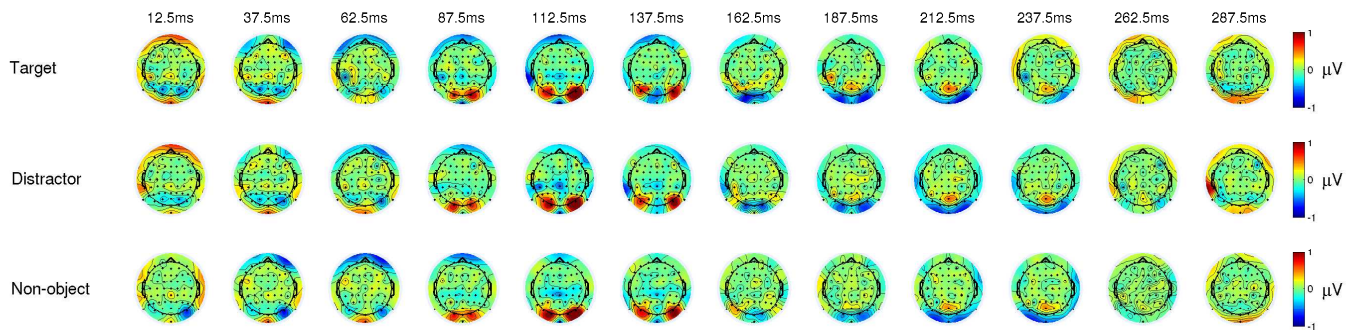 12.5ms 37.5ms 62.5ms 87.5ms 112.5ms 137.5ms 162.5ms 187.5ms 212.5ms 237.5ms 262.5ms 287.5ms
1
Target 0 μV
-1
1
Distractor 0 μV
-1
1
Non-object 0 μV
-1